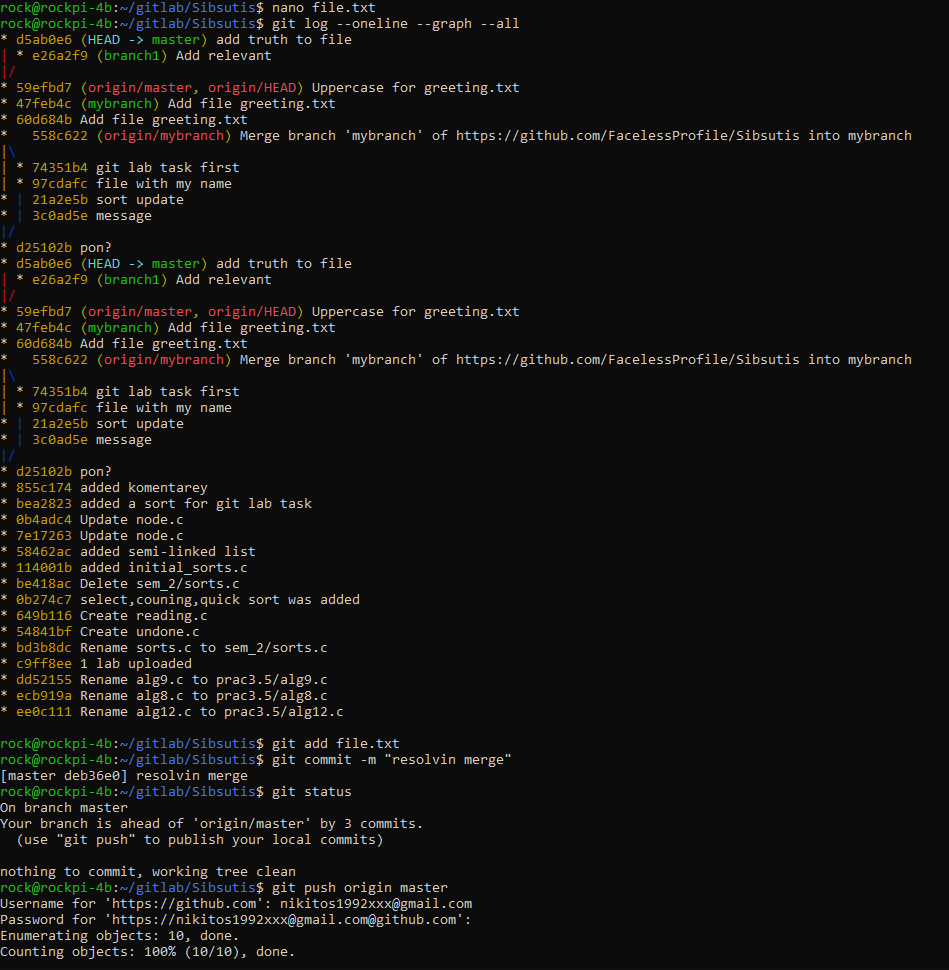 rock@rockpi-4b:~/gitlab/Sibsutis$ nano file.txt
rock@rockpi-4b:~/gitlab/Sibsutis$ git log --oneline --graph --all
* d5ab0e6 (HEAD -> master) add truth to file
| * e26a2f9 (branch1) Add relevant
|/
* 59efbd7 (origin/master, origin/HEAD) Uppercase for greeting.txt
* 47feb4c (mybranch) Add file greeting.txt
* 60d684b Add file greeting.txt
*   558c622 (origin/mybranch) Merge branch 'mybranch' of https://github.com/FacelessProfile/Sibsutis into mybranch
|\
| * 74351b4 git lab task first
| * 97cdafc file with my name
* | 21a2e5b sort update
* | 3c0ad5e message
|/
* d25102b pon?
* d5ab0e6 (HEAD -> master) add truth to file
| * e26a2f9 (branch1) Add relevant
|/
* 59efbd7 (origin/master, origin/HEAD) Uppercase for greeting.txt
* 47feb4c (mybranch) Add file greeting.txt
* 60d684b Add file greeting.txt
*   558c622 (origin/mybranch) Merge branch 'mybranch' of https://github.com/FacelessProfile/Sibsutis into mybranch
|\
| * 74351b4 git lab task first
| * 97cdafc file with my name
* | 21a2e5b sort update
* | 3c0ad5e message
|/
* d25102b pon?
* 855c174 added komentarey
* bea2823 added a sort for git lab task
* 0b4adc4 Update node.c
* 7e17263 Update node.c
* 58462ac added semi-linked list
* 114001b added initial_sorts.c
* be418ac Delete sem_2/sorts.c
* 0b274c7 select,couning,quick sort was added
* 649b116 Create reading.c
* 54841bf Create undone.c
* bd3b8dc Rename sorts.c to sem_2/sorts.c
* c9ff8ee 1 lab uploaded
* dd52155 Rename alg9.c to prac3.5/alg9.c
* ecb919a Rename alg8.c to prac3.5/alg8.c
* ee0c111 Rename alg12.c to prac3.5/alg12.c
rock@rockpi-4b:~/gitlab/Sibsutis$ git add file.txt
rock@rockpi-4b:~/gitlab/Sibsutis$ git commit -m "resolvin merge"
[master deb36e0] resolvin merge
rock@rockpi-4b:~/gitlab/Sibsutis$ git status
On branch master
Your branch is ahead of 'origin/master' by 3 commits.
  (use "git push" to publish your local commits)
nothing to commit, working tree clean
rock@rockpi-4b:~/gitlab/Sibsutis$ git push origin master
Username for 'https://github.com': nikitos1992xxx@gmail.com
Password for 'https://nikitos1992xxx@gmail.com@github.com':
Enumerating objects: 10, done.
Counting objects: 100% (10/10), done.